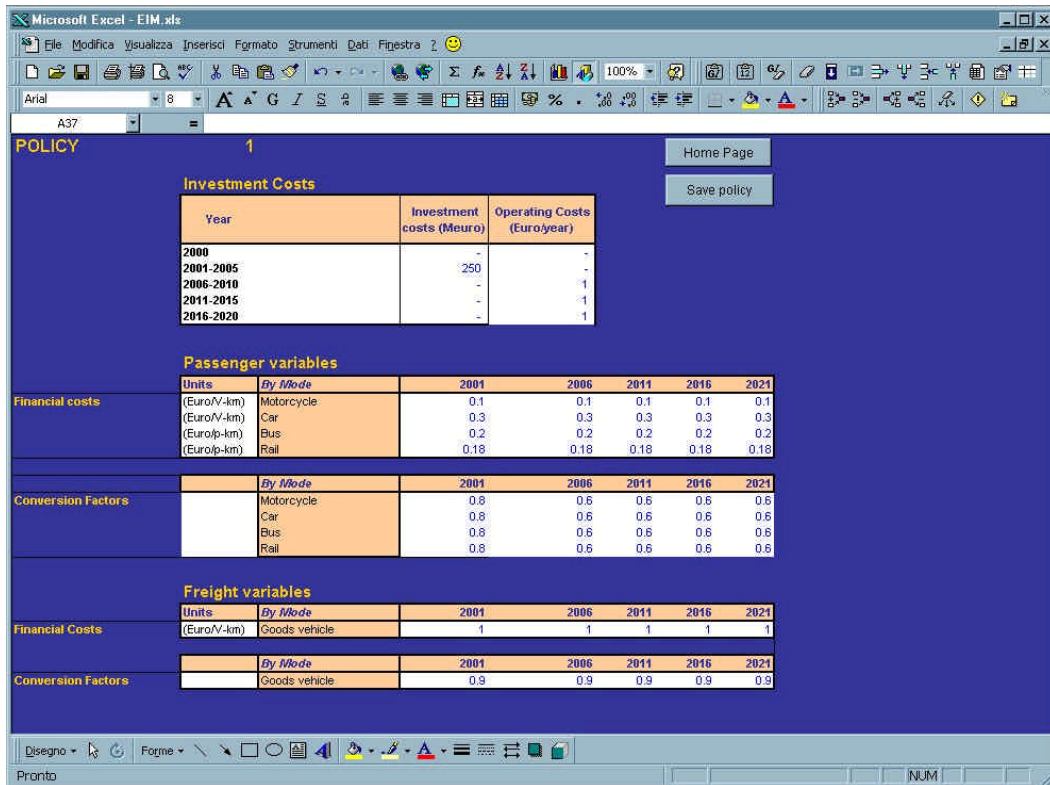 Microsoft Excel - EIM.xls
File Modifica Visualizza Inserisci Formato Strumenti Dati Finestra ?
100%
Arial 8 G I S
A37 =
POLICY 1
Home Page
Save policy
Investment Costs
Year Investment costs (Meuro) Operating Costs (Euro/year)
2000 - -
2001-2005 250 -
2006-2010 - 1
2011-2015 - 1
2016-2020 - 1
Passenger variables
Units By Mode 2001 2006 2011 2016 2021
Financial costs (Euro/V-km) Motorcycle 0.1 0.1 0.1 0.1 0.1
(Euro/V-km) Car 0.3 0.3 0.3 0.3 0.3
(Euro/p-km) Bus 0.2 0.2 0.2 0.2 0.2
(Euro/p-km) Rail 0.18 0.18 0.18 0.18 0.18
By Mode 2001 2006 2011 2016 2021
Conversion Factors Motorcycle 0.8 0.6 0.6 0.6 0.6
Car 0.8 0.6 0.6 0.6 0.6
Bus 0.8 0.6 0.6 0.6 0.6
Rail 0.8 0.6 0.6 0.6 0.6
Freight variables
Units By Mode 2001 2006 2011 2016 2021
Financial Costs (Euro/V-km) Goods vehicle 1 1 1 1 1
By Mode 2001 2006 2011 2016 2021
Conversion Factors Goods vehicle 0.9 0.9 0.9 0.9 0.9
Disegno Forme
Pronto NUM